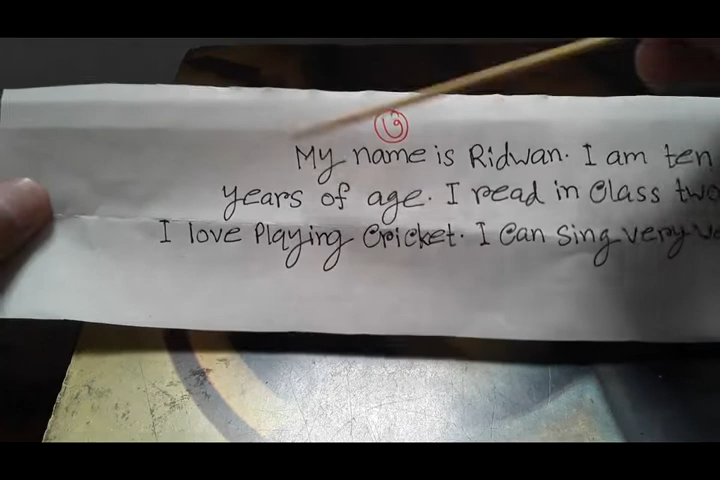 ৩
My name is Ridwan. I am ten
years of age. I read in Class two
I love Playing Cricket. I Can Sing very